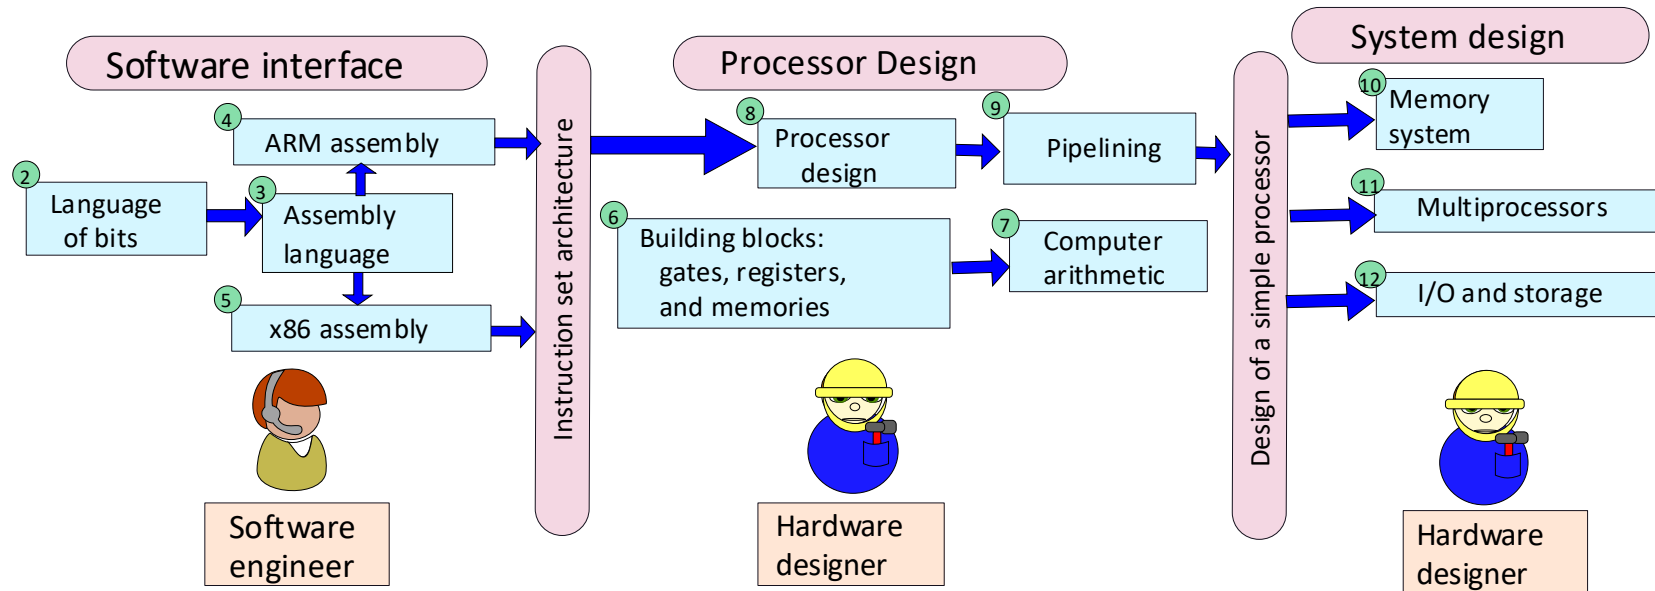 Software interface
Processor Design
System design
2
Language
of bits
3
Assembly
language
4
ARM assembly
5
x86 assembly
Software
engineer
Instruction set architecture
8
Processor
design
9
Pipelining
6
Building blocks:
gates, registers,
and memories
7
Computer
arithmetic
Hardware
designer
Design of a simple processor
10
Memory
system
11
Multiprocessors
12
I/O and storage
Hardware
designer